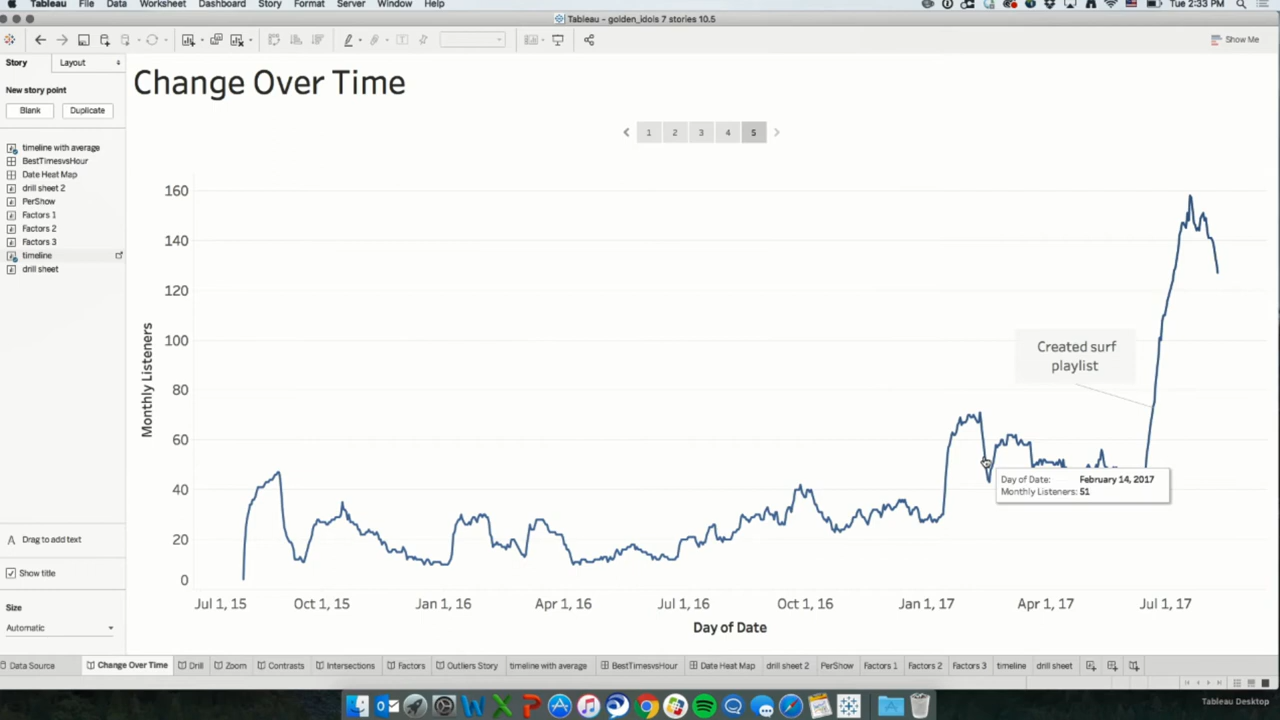 Tableau File Data Worksheet Dashboard Story Format Server Window Help Tue 2:33 PM
Tableau - golden_idols 7 stories 10.5
Show Me
Story Layout
New story point
Blank Duplicate
timeline with average
BestTimesvsHour
Date Heat Map
drill sheet 2
PerShow
Factors 1
Factors 2
Factors 3
timeline
drill sheet
Drag to add text
Show title
Size
Automatic
Change Over Time
1 2 3 4 5
160
140
120
100
80
60
40
20
0
Monthly Listeners
Created surf
playlist
Day of Date: February 14, 2017
Monthly Listeners: 51
Jul 1, 15 Oct 1, 15 Jan 1, 16 Apr 1, 16 Jul 1, 16 Oct 1, 16 Jan 1, 17 Apr 1, 17 Jul 1, 17
Day of Date
Data Source Change Over Time Drill Zoom Contrasts Intersections Factors Outliers Story timeline with average BestTimesvsHour Date Heat Map drill sheet 2 PerShow Factors 1 Factors 2 Factors 3 timeline drill sheet
Tableau Desktop